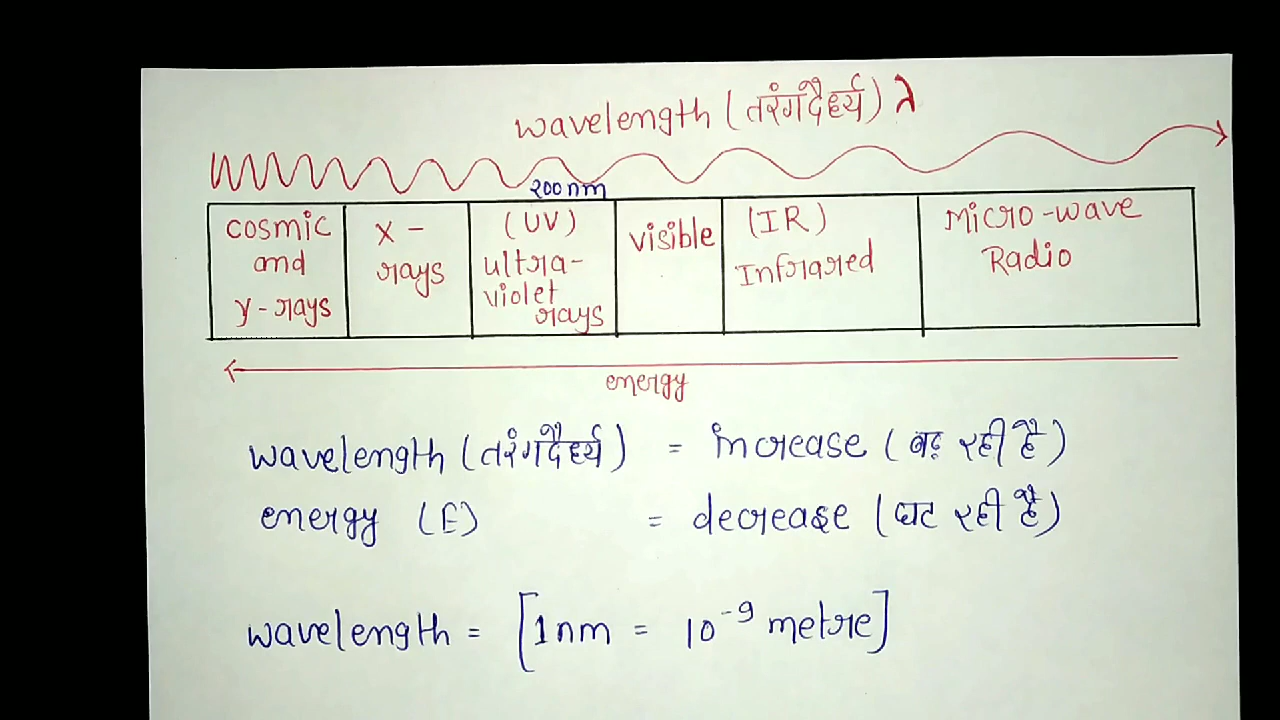 wavelength (तरंगदैर्ध्य) λ
200nm
cosmic and γ-rays
x-rays
(UV) ultra-violet rays
visible
(IR) Infrared
Micro-wave Radio
energy
wavelength (तरंगदैर्ध्य) = increase (बढ़ रही है)
energy (E) = decrease (घट रही है)
wavelength = [1nm = 10⁻⁹ metre]